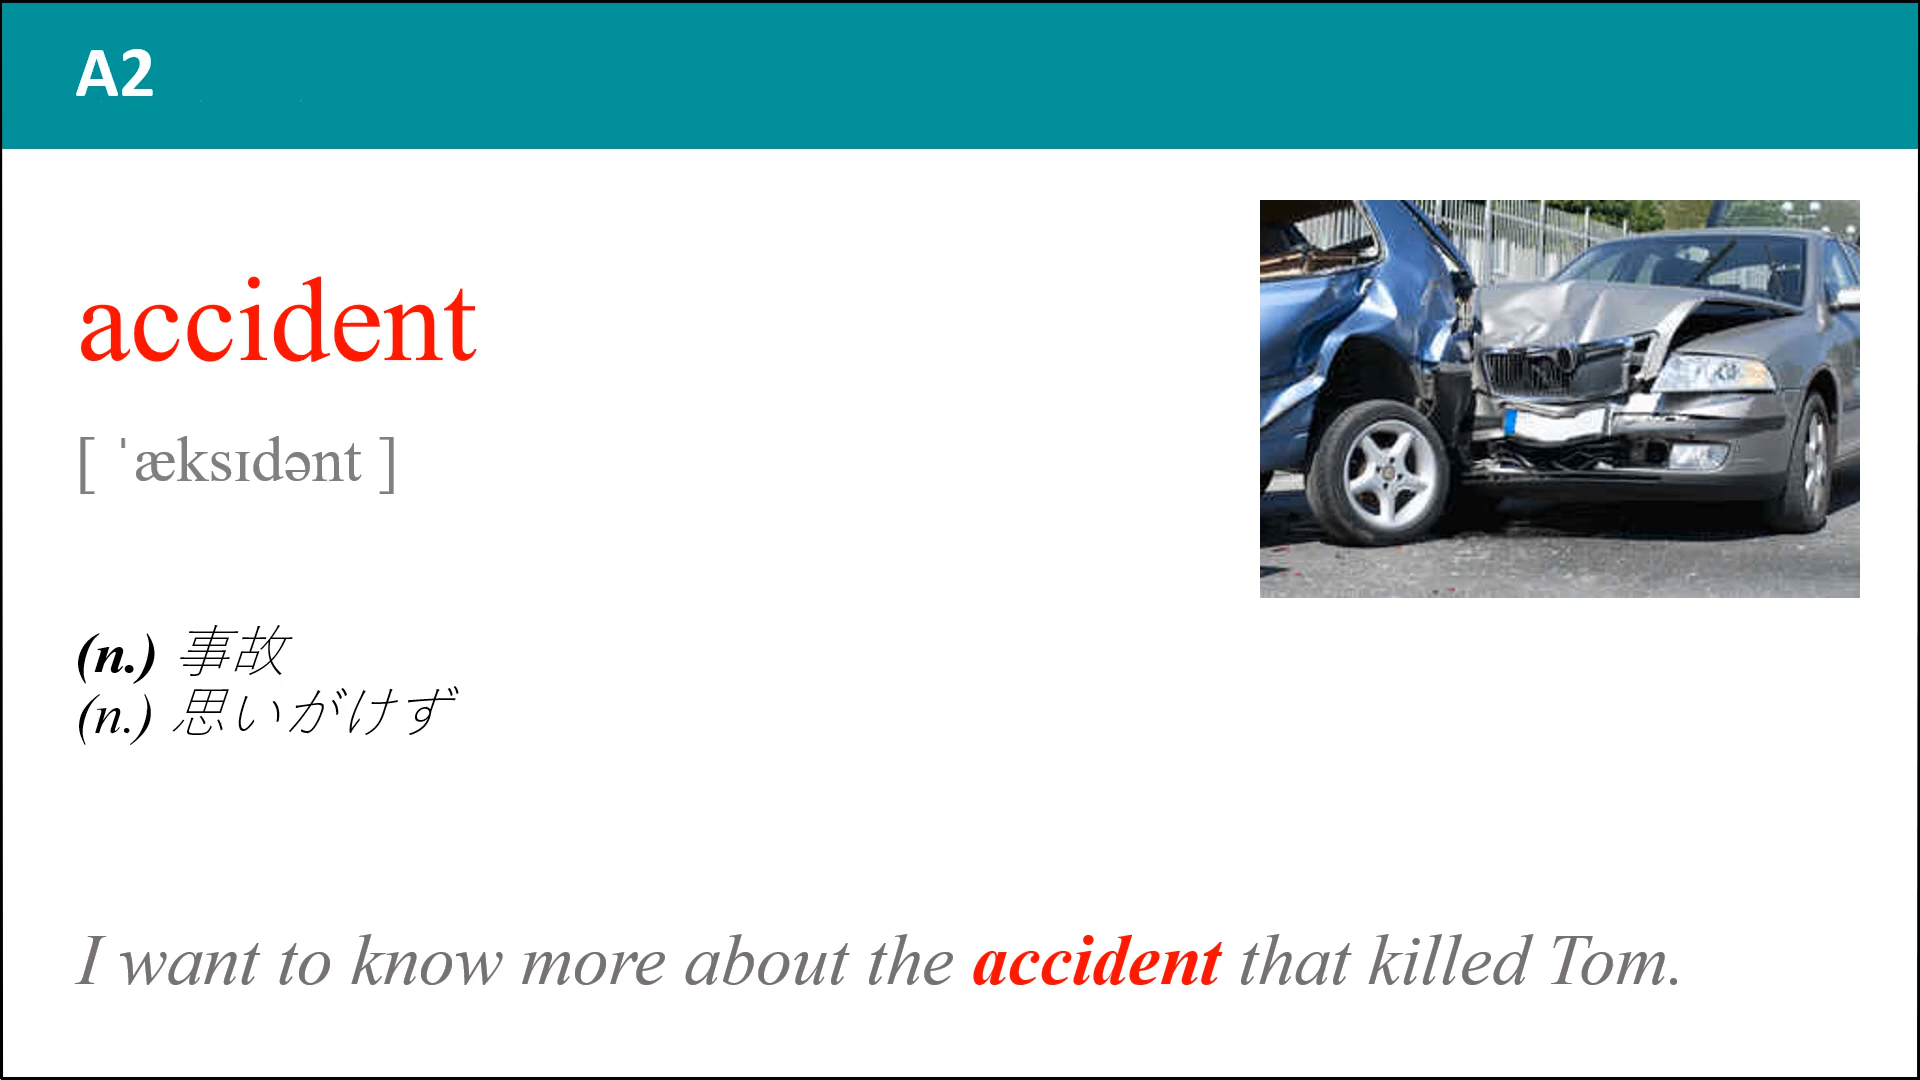 A2
accident
[ ˈæksɪdənt ]
(n.) 事故
(n.) 思いがけず
I want to know more about the accident that killed Tom.